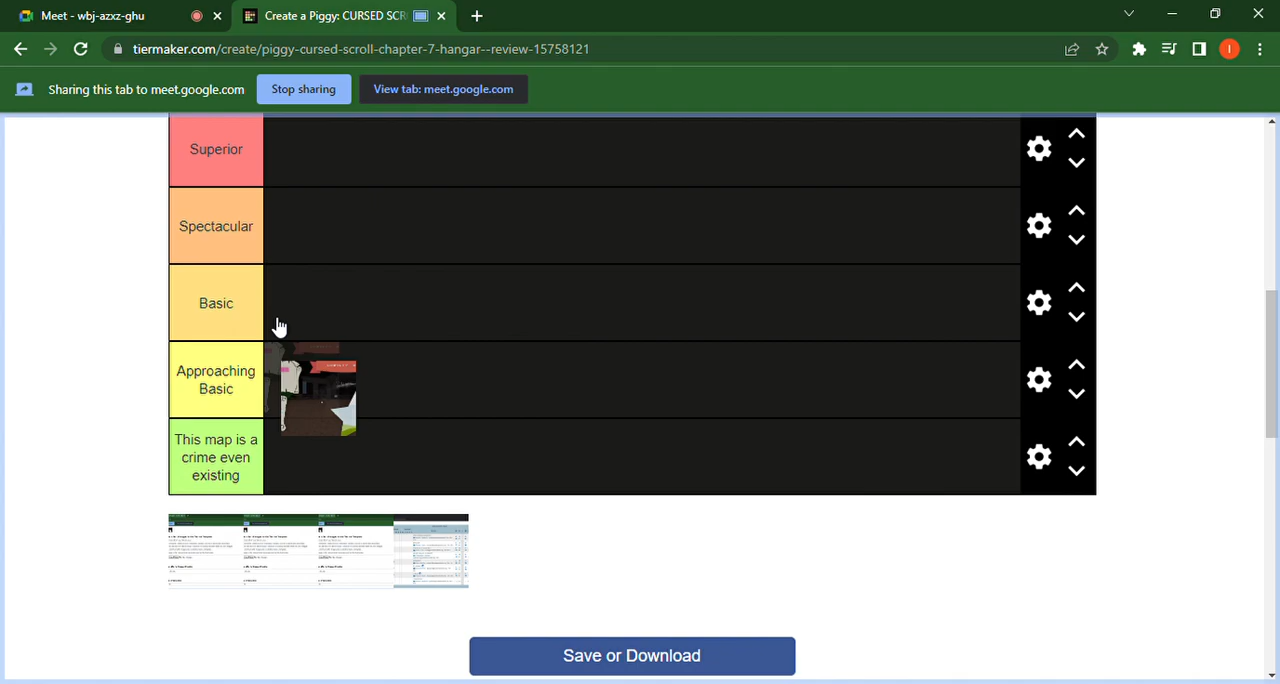 Meet - wbj-azxz-ghu
Create a Piggy: CURSED SCR
tiermaker.com/create/piggy-cursed-scroll-chapter-7-hangar--review-15758121
I
Sharing this tab to meet.google.com
Stop sharing
View tab: meet.google.com
Superior
Spectacular
Basic
Approaching
Basic
This map is a
crime even
existing
Save or Download